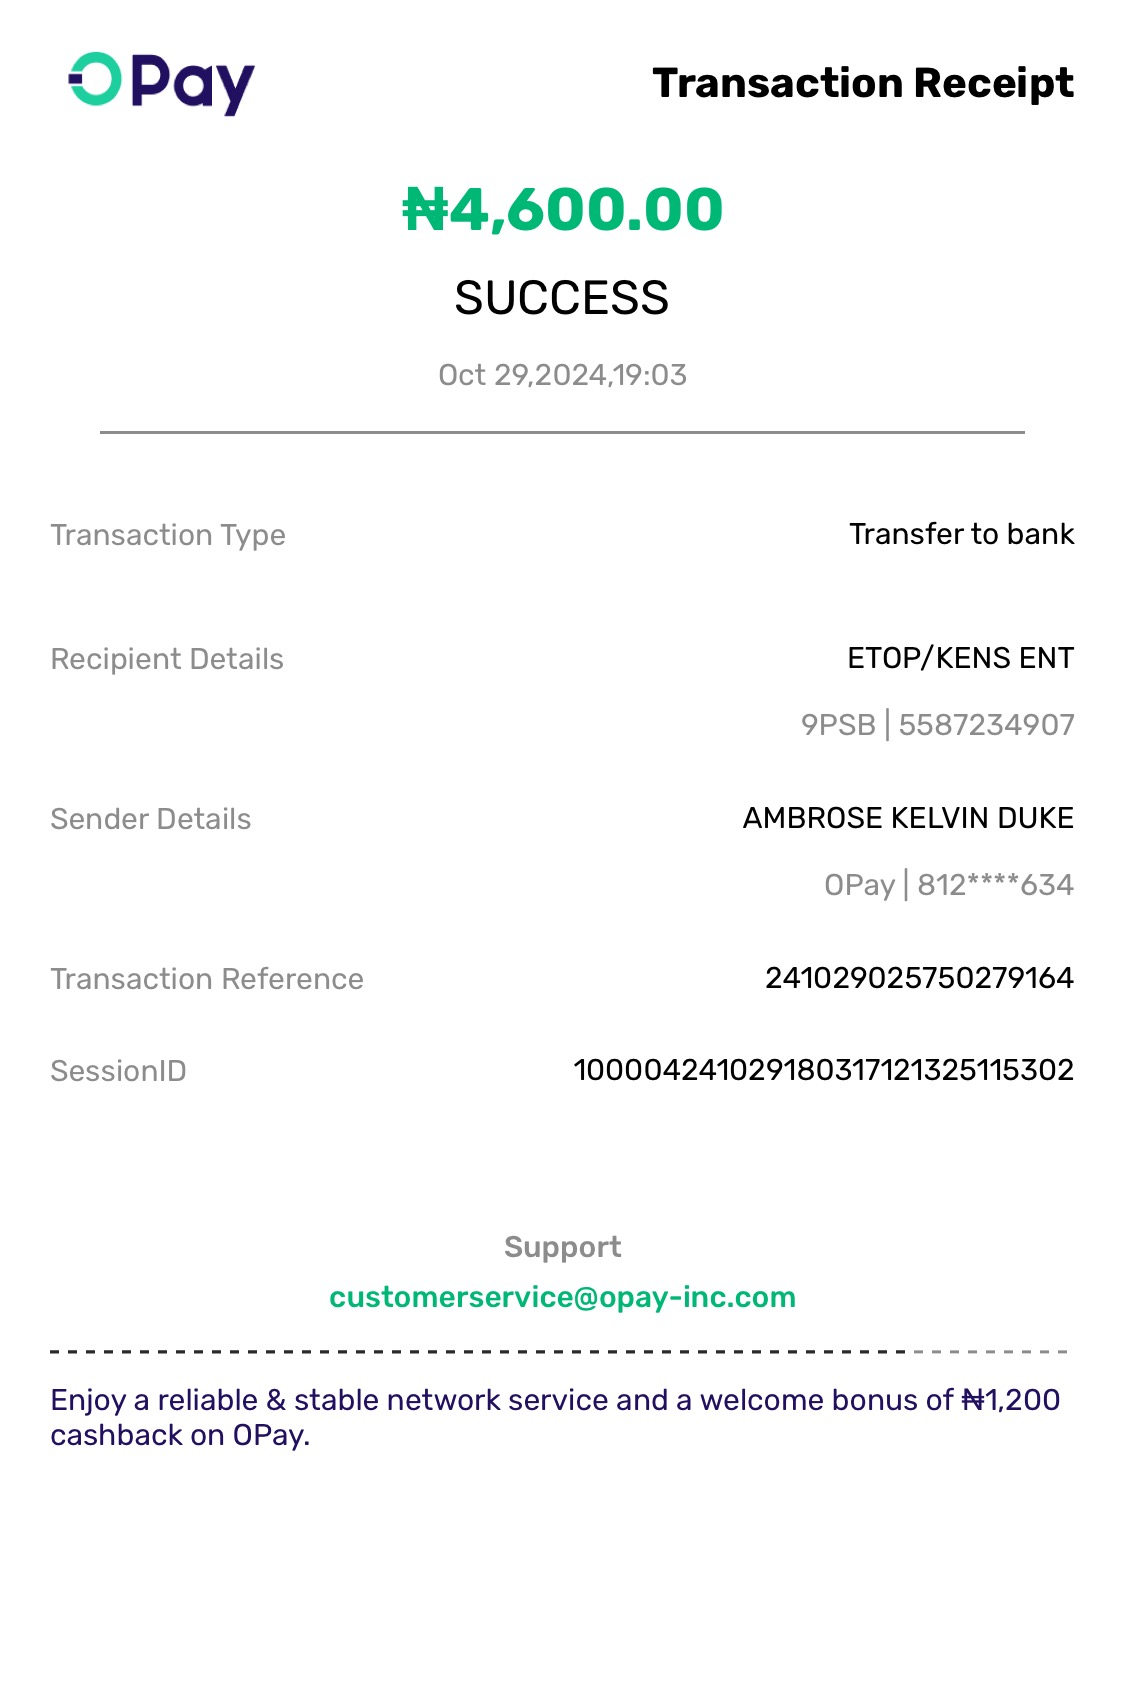 OPay
Transaction Receipt
₦4,600.00
SUCCESS
Oct 29,2024,19:03
Transaction Type
Transfer to bank
Recipient Details
ETOP/KENS ENT
9PSB | 5587234907
Sender Details
AMBROSE KELVIN DUKE
OPay | 812****634
Transaction Reference
241029025750279164
SessionID
100004241029180317121325115302
Support
customerservice@opay-inc.com
Enjoy a reliable & stable network service and a welcome bonus of ₦1,200
cashback on OPay.